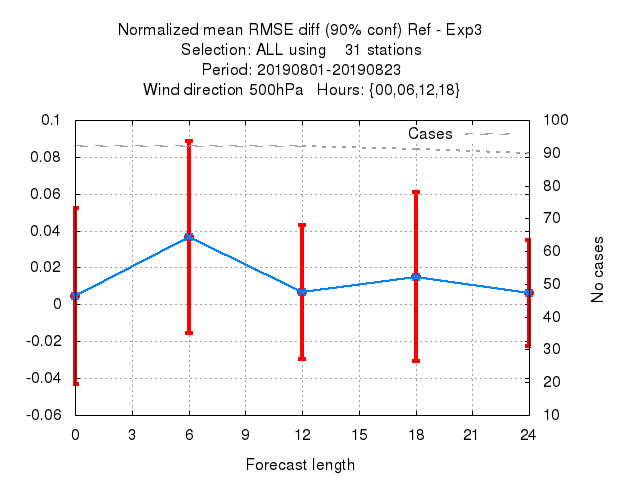 Normalized mean RMSE diff (90% conf) Ref - Exp3
Selection: ALL using    31 stations
Period: 20190801-20190823
Wind direction 500hPa   Hours: {00,06,12,18}
0.1
0.08
0.06
0.04
0.02
0
-0.02
-0.04
-0.06
Cases
100
90
80
70
60
50
40
30
20
10
No cases
0 3 6 9 12 15 18 21 24
Forecast length